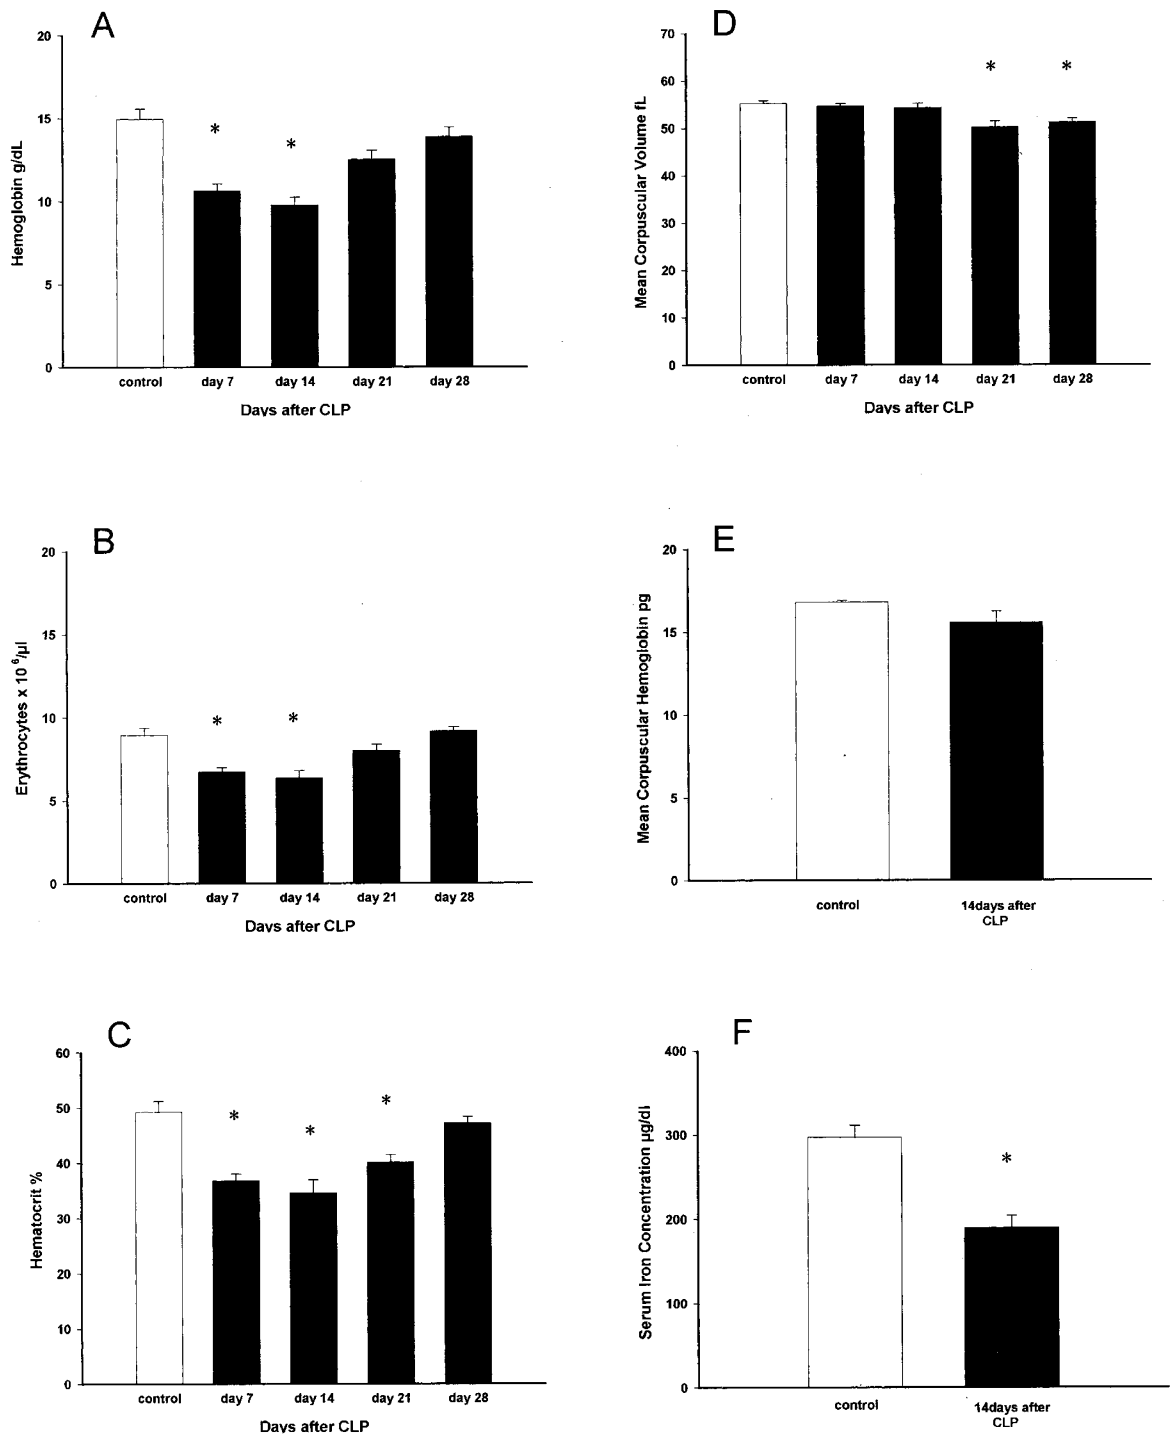 A
Hemoglobin g/dL
20
15
10
5
0
* *
control day 7 day 14 day 21 day 28
Days after CLP
D
Mean Corpuscular Volume fL
70
60
50
40
30
20
10
0
* *
control day 7 day 14 day 21 day 28
Days after CLP
B
Erythrocytes x 10 6/µl
20
15
10
5
0
* *
control day 7 day 14 day 21 day 28
Days after CLP
E
Mean Corpuscular Hemoglobin pg
20
15
10
5
0
control 14days after
CLP
C
Hematocrit %
60
50
40
30
20
10
0
* * *
control day 7 day 14 day 21 day 28
Days after CLP
F
Serum Iron Concentration µg/dl
400
300
200
100
0
*
control 14days after
CLP